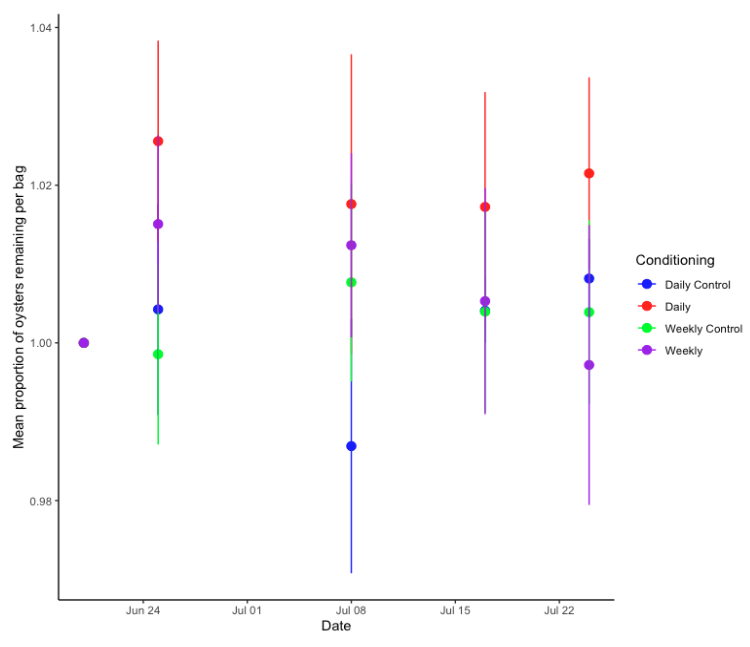 1.04
1.02
1.00
0.98
Mean proportion of oysters remaining per bag
Jun 24
Jul 01
Jul 08
Jul 15
Jul 22
Date
Conditioning
Daily Control
Daily
Weekly Control
Weekly